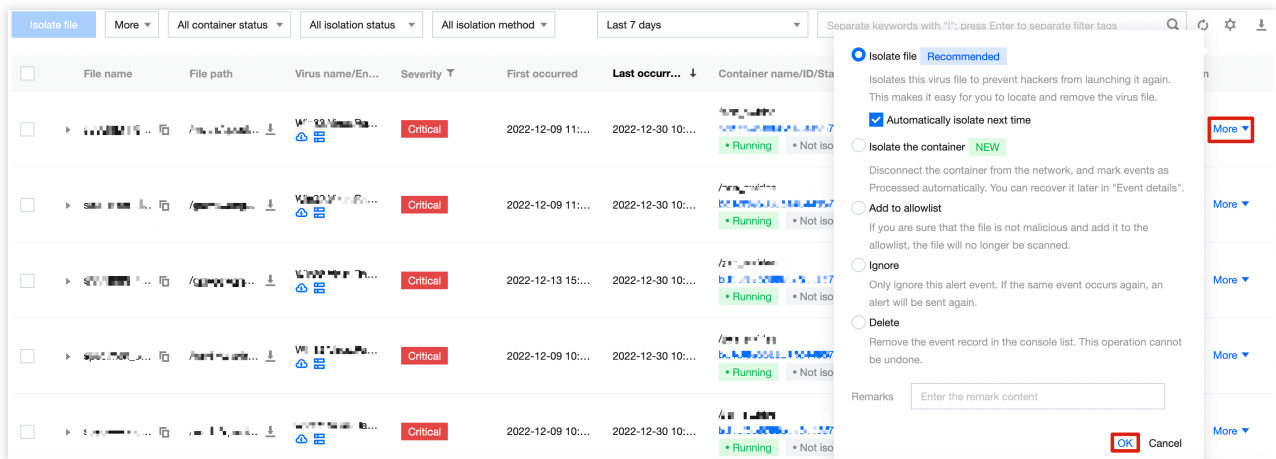 Isolate file More All container status All isolation status All isolation method Last 7 days Separate keywords with "|"; press Enter to separate filter tags
File name File path Virus name/En... Severity First occurred Last occurr... Container name/ID/Sta
Critical 2022-12-09 11:... 2022-12-30 10:... More
Running Not iso
Critical 2022-12-09 11:... 2022-12-30 10:... More
Running Not iso
Critical 2022-12-13 15:... 2022-12-30 10:... More
Running Not iso
Critical 2022-12-09 10:... 2022-12-30 10:... More
Running Not iso
Critical 2022-12-09 10:... 2022-12-30 10:... More
Running Not iso
Isolate file Recommended
Isolates this virus file to prevent hackers from launching it again.
This makes it easy for you to locate and remove the virus file.
Automatically isolate next time
Isolate the container NEW
Disconnect the container from the network, and mark events as
Processed automatically. You can recover it later in "Event details".
Add to allowlist
If you are sure that the file is not malicious and add it to the
allowlist, the file will no longer be scanned.
Ignore
Only ignore this alert event. If the same event occurs again, an
alert will be sent again.
Delete
Remove the event record in the console list. This operation cannot
be undone.
Remarks Enter the remark content
OK Cancel